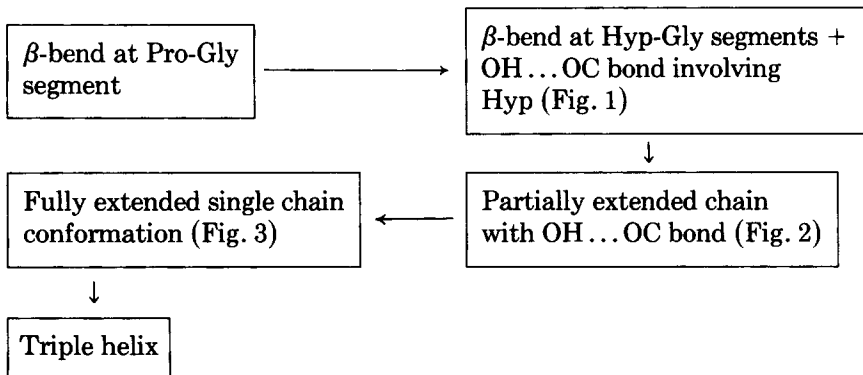 β-bend at Pro-Gly
segment
β-bend at Hyp-Gly segments +
OH...OC bond involving
Hyp (Fig. 1)
Partially extended chain
with OH...OC bond (Fig. 2)
Fully extended single chain
conformation (Fig. 3)
Triple helix